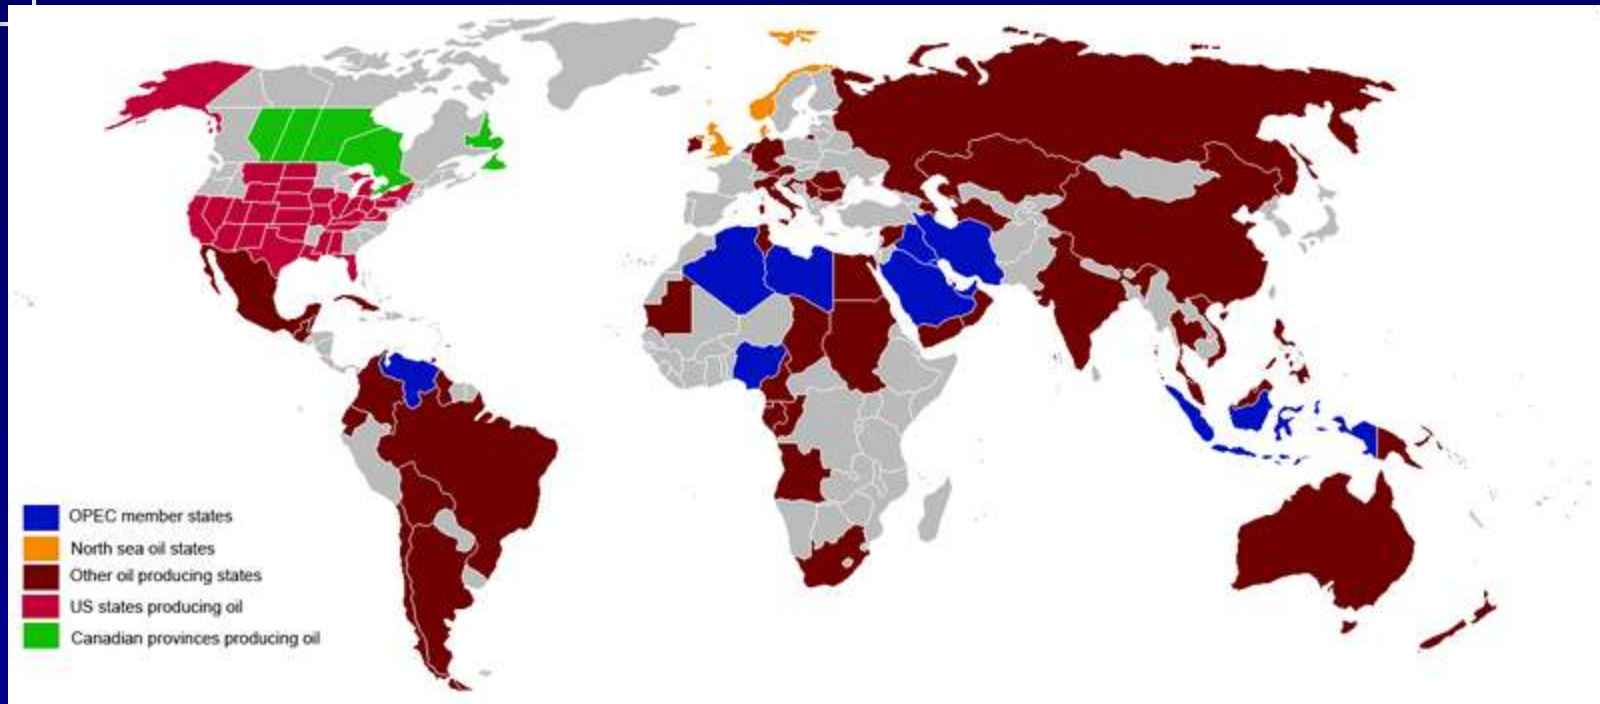 OPEC member states
North sea oil states
Other oil producing states
US states producing oil
Canadian provinces producing oil